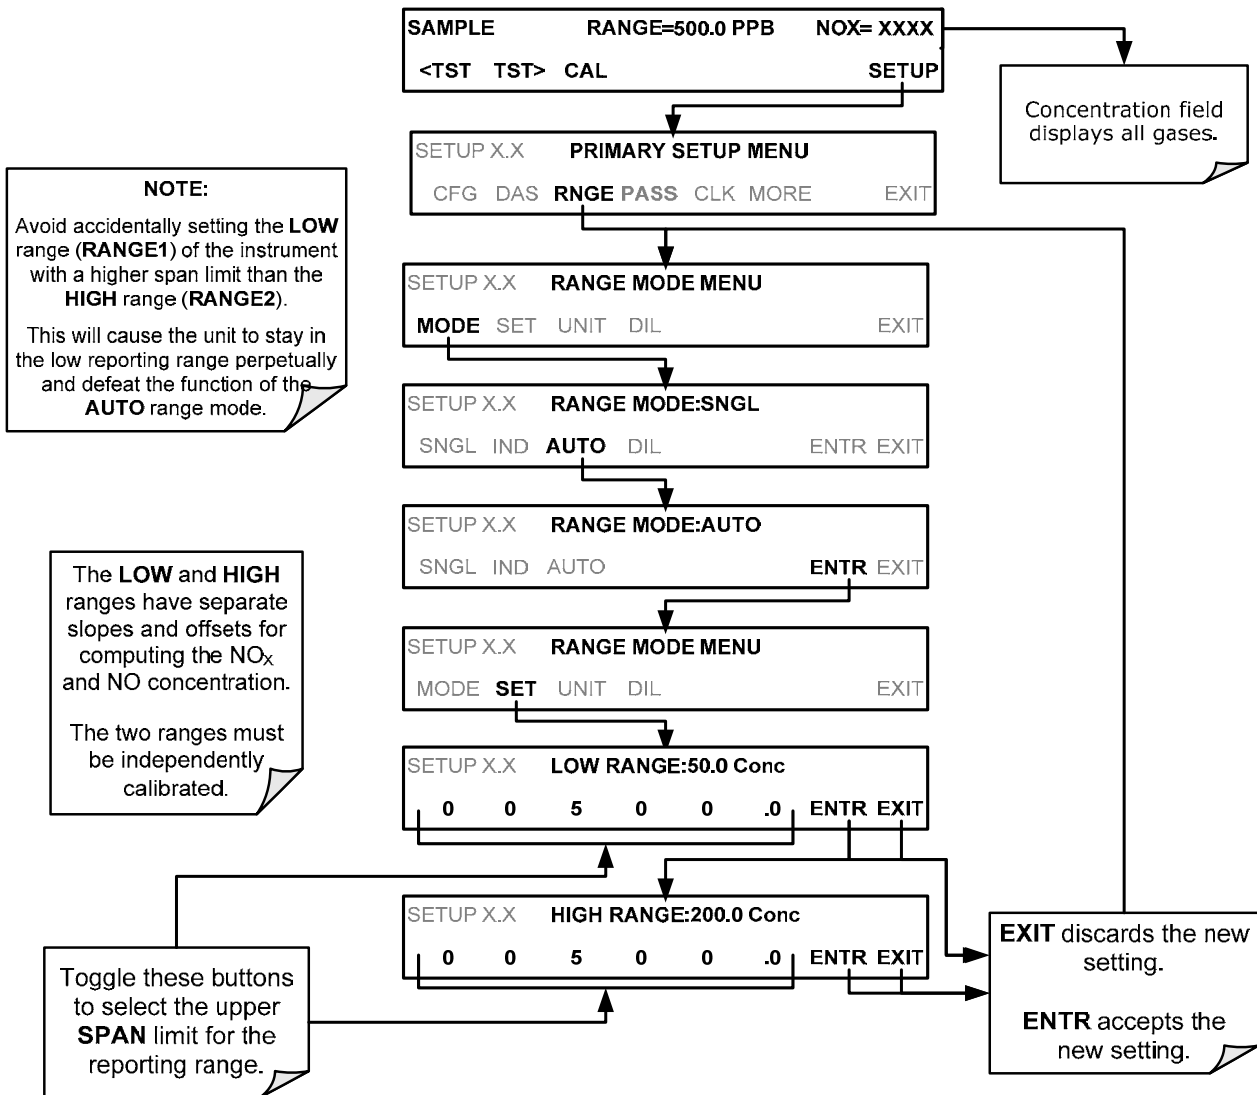 SAMPLE RANGE=500.0 PPB NOX= XXXX
<TST TST> CAL SETUP
Concentration field
displays all gases.
SETUP X.X PRIMARY SETUP MENU
CFG DAS RNGE PASS CLK MORE EXIT
NOTE:
Avoid accidentally setting the LOW
range (RANGE1) of the instrument
with a higher span limit than the
HIGH range (RANGE2).
This will cause the unit to stay in
the low reporting range perpetually
and defeat the function of the
AUTO range mode.
SETUP X.X RANGE MODE MENU
MODE SET UNIT DIL EXIT
SETUP X.X RANGE MODE:SNGL
SNGL IND AUTO DIL ENTR EXIT
SETUP X.X RANGE MODE:AUTO
SNGL IND AUTO ENTR EXIT
The LOW and HIGH
ranges have separate
slopes and offsets for
computing the NOX
and NO concentration.
The two ranges must
be independently
calibrated.
SETUP X.X RANGE MODE MENU
MODE SET UNIT DIL EXIT
SETUP X.X LOW RANGE:50.0 Conc
0 0 5 0 0 .0 ENTR EXIT
SETUP X.X HIGH RANGE:200.0 Conc
0 0 5 0 0 .0 ENTR EXIT
Toggle these buttons
to select the upper
SPAN limit for the
reporting range.
EXIT discards the new
setting.
ENTR accepts the
new setting.